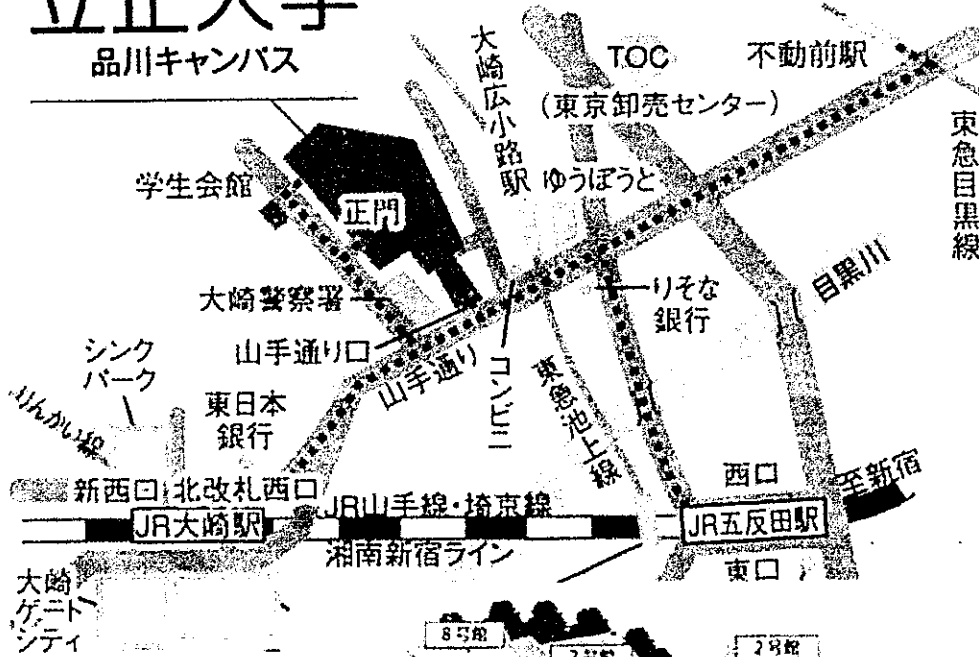 立正大学
品川キャンパス
大崎広小路駅
TOC
(東京卸売センター)
不動前駅
東急目黒線
学生会館
正門
ゆうぽうと
大崎警察署
りそな
銀行
目黒川
山手通り口
山手通り
コンビニ
東急池上線
シンク
パーク
りんかい線
東日本
銀行
新西口
北改札西口
JR山手線・埼京線
JR大崎駅
湘南新宿ライン
西口
至新宿
JR五反田駅
東口
大崎
ゲート
シティ
8号館
2号館